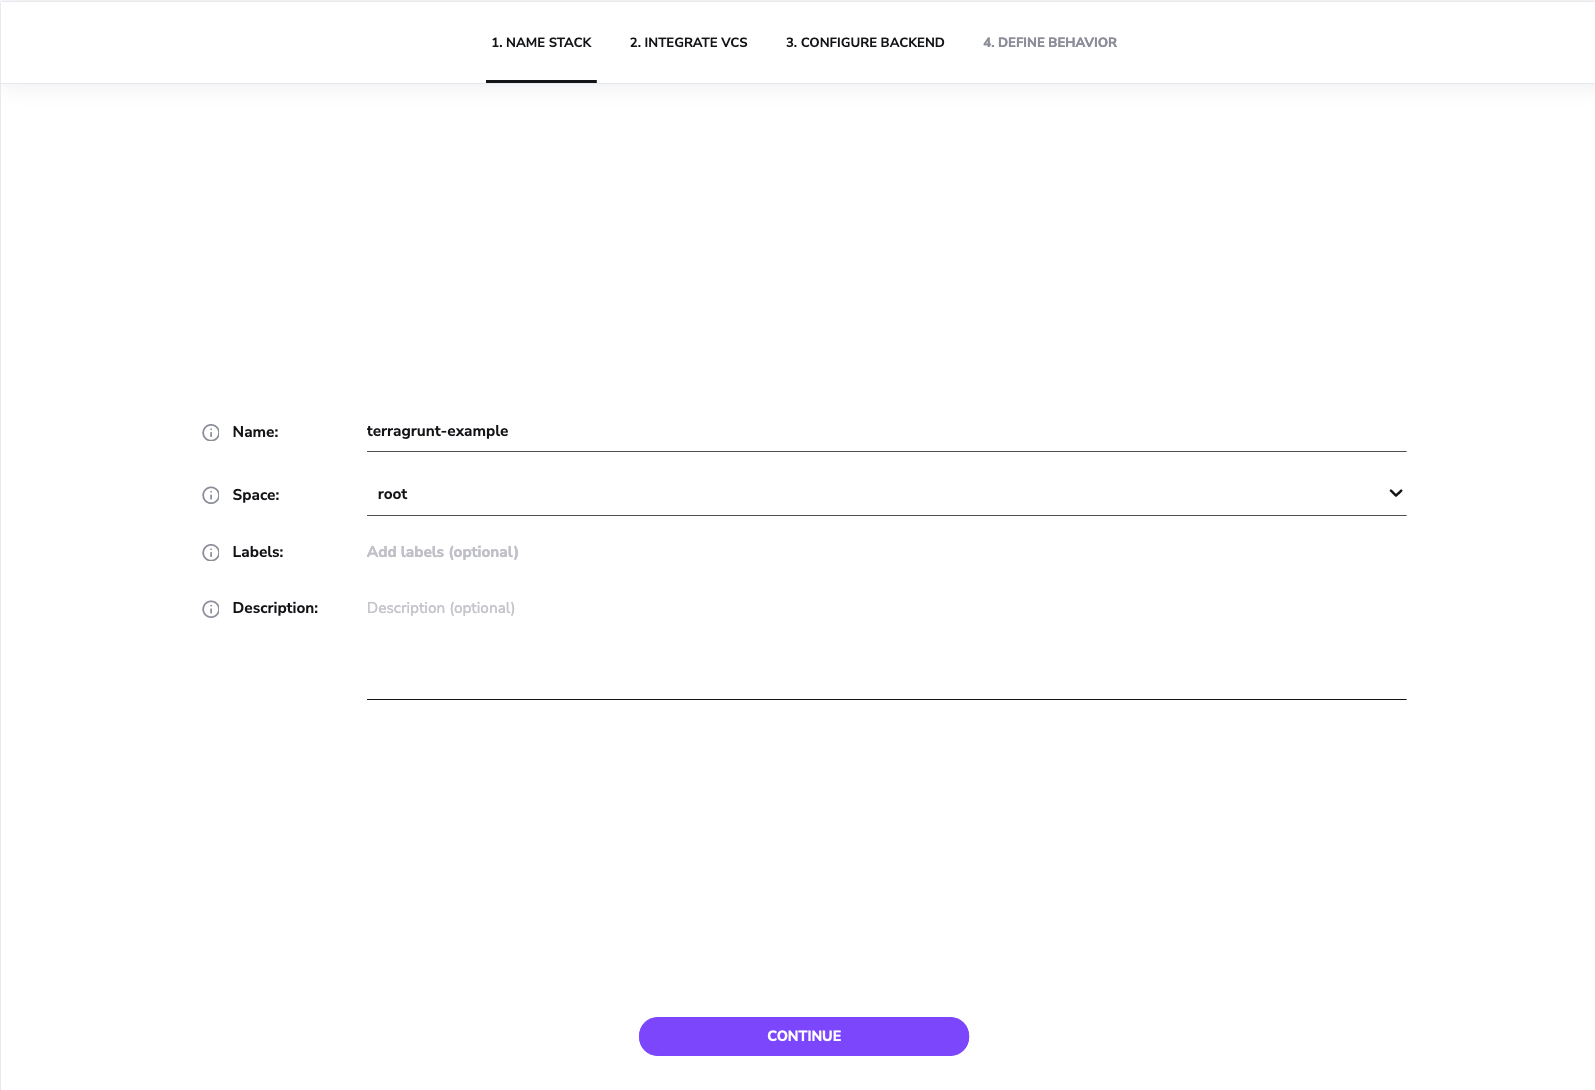 1. NAME STACK 2. INTEGRATE VCS 3. CONFIGURE BACKEND 4. DEFINE BEHAVIOR
Name: terragrunt-example
Space: root
Labels: Add labels (optional)
Description: Description (optional)
CONTINUE